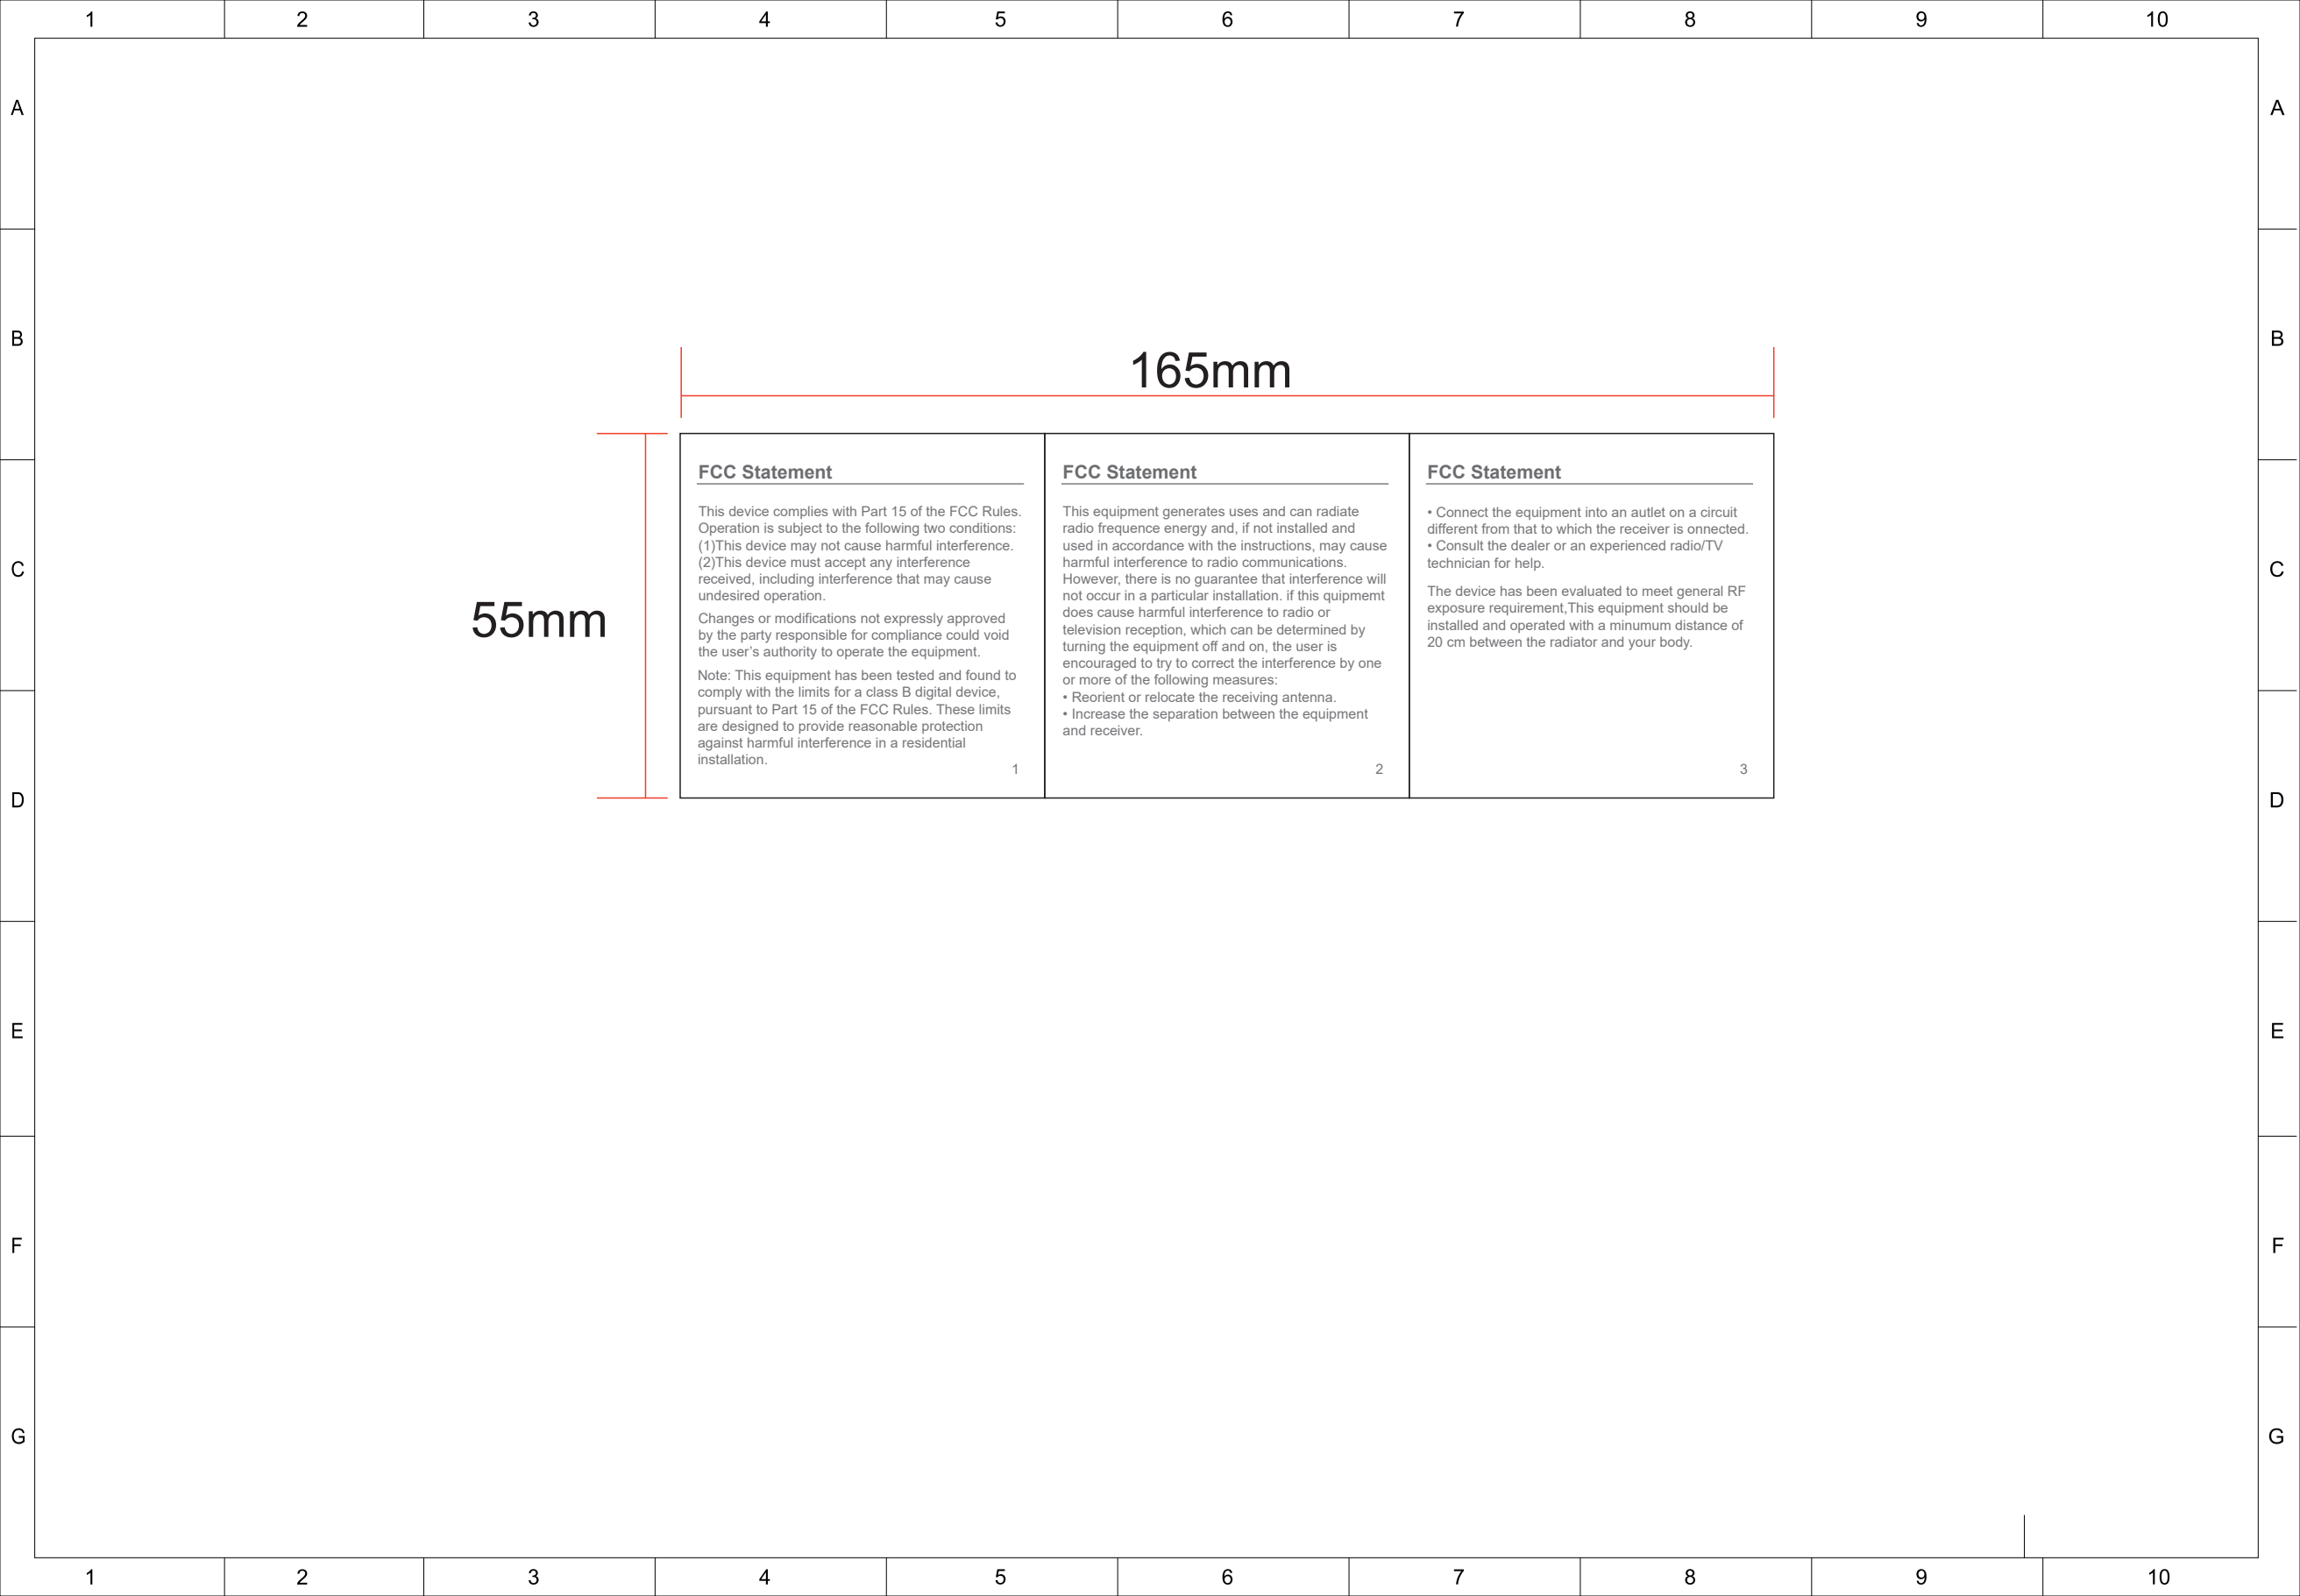 1 2 3 4 5 6 7 8 9 10
A A
B B
165mm
55mm
FCC Statement
This device complies with Part 15 of the FCC Rules.
Operation is subject to the following two conditions:
(1)This device may not cause harmful interference.
(2)This device must accept any interference
received, including interference that may cause
undesired operation.
Changes or modifications not expressly approved
by the party responsible for compliance could void
the user’s authority to operate the equipment.
Note: This equipment has been tested and found to
comply with the limits for a class B digital device,
pursuant to Part 15 of the FCC Rules. These limits
are designed to provide reasonable protection
against harmful interference in a residential
installation.
1
FCC Statement
This equipment generates uses and can radiate
radio frequence energy and, if not installed and
used in accordance with the instructions, may cause
harmful interference to radio communications.
However, there is no guarantee that interference will
not occur in a particular installation. if this quipmemt
does cause harmful interference to radio or
television reception, which can be determined by
turning the equipment off and on, the user is
encouraged to try to correct the interference by one
or more of the following measures:
• Reorient or relocate the receiving antenna.
• Increase the separation between the equipment
and receiver.
2
FCC Statement
• Connect the equipment into an autlet on a circuit
different from that to which the receiver is onnected.
• Consult the dealer or an experienced radio/TV
technician for help.
The device has been evaluated to meet general RF
exposure requirement,This equipment should be
installed and operated with a minumum distance of
20 cm between the radiator and your body.
3
C C
D D
E E
F F
G G
1 2 3 4 5 6 7 8 9 10